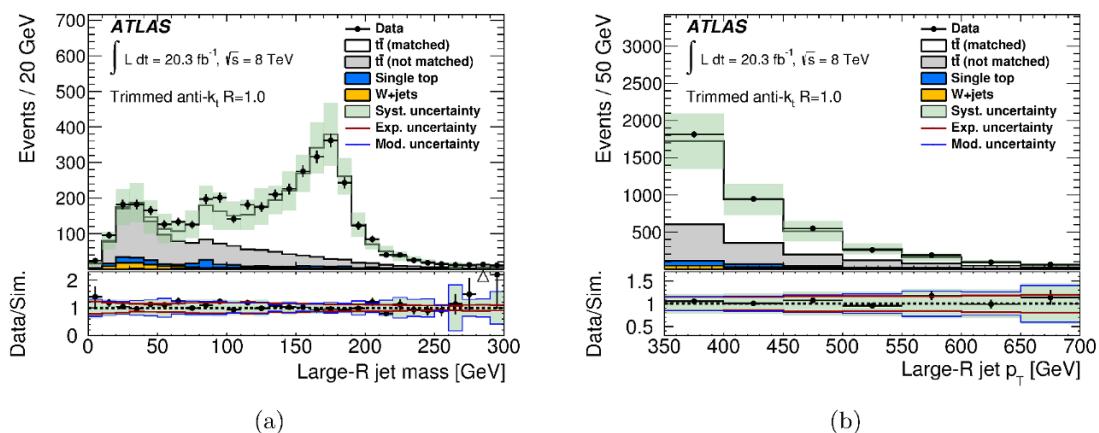 ATLAS
∫ L dt = 20.3 fb⁻¹, √s = 8 TeV
Trimmed anti-kₜ R=1.0
Data
tt̄ (matched)
tt̄ (not matched)
Single top
W+jets
Syst. uncertainty
Exp. uncertainty
Mod. uncertainty
Events / 20 GeV
700
600
500
400
300
200
100
Data/Sim.
2
1
0
0 50 100 150 200 250 300
Large-R jet mass [GeV]
(a)
ATLAS
∫ L dt = 20.3 fb⁻¹, √s = 8 TeV
Trimmed anti-kₜ R=1.0
Data
tt̄ (matched)
tt̄ (not matched)
Single top
W+jets
Syst. uncertainty
Exp. uncertainty
Mod. uncertainty
Events / 50 GeV
3500
3000
2500
2000
1500
1000
500
Data/Sim.
1.5
1
0.5
350 400 450 500 550 600 650 700
Large-R jet p_T [GeV]
(b)